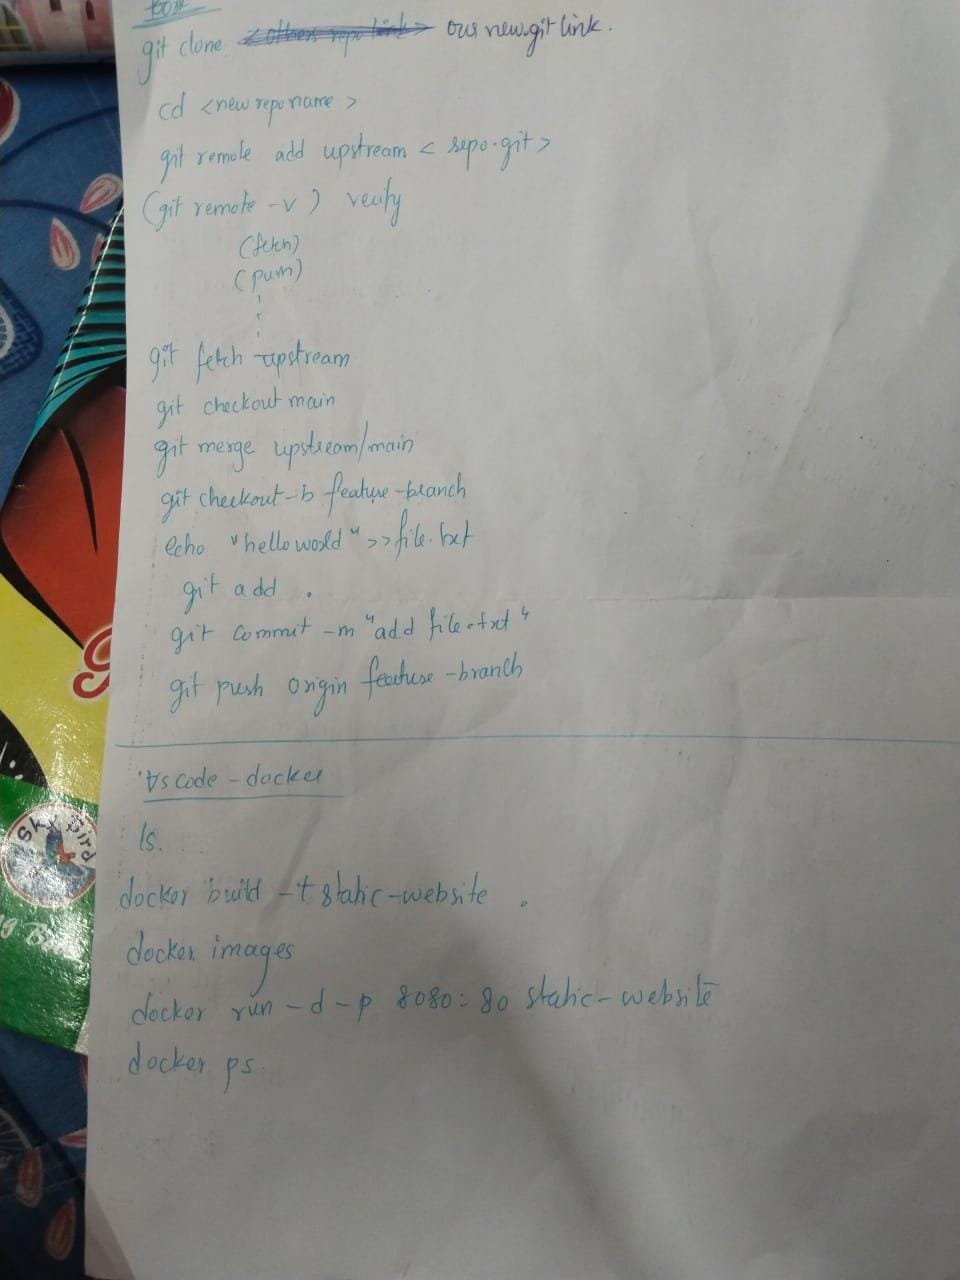 Fork
git clone <others repo link> our new.git link.
cd <new repo name>
git remote add upstream < repo.git>
(git remote -v) verify
(fetch)
(push)
git fetch upstream
git checkout main
git merge upstream/main
git checkout -b feature-branch
echo "hello world" >> file.txt
git add .
git commit -m "add file.txt"
git push origin feature-branch
Vs code - docker
ls.
docker build -t static-website .
docker images
docker run -d -p 8080:80 static-website
docker ps.
Sky Bird